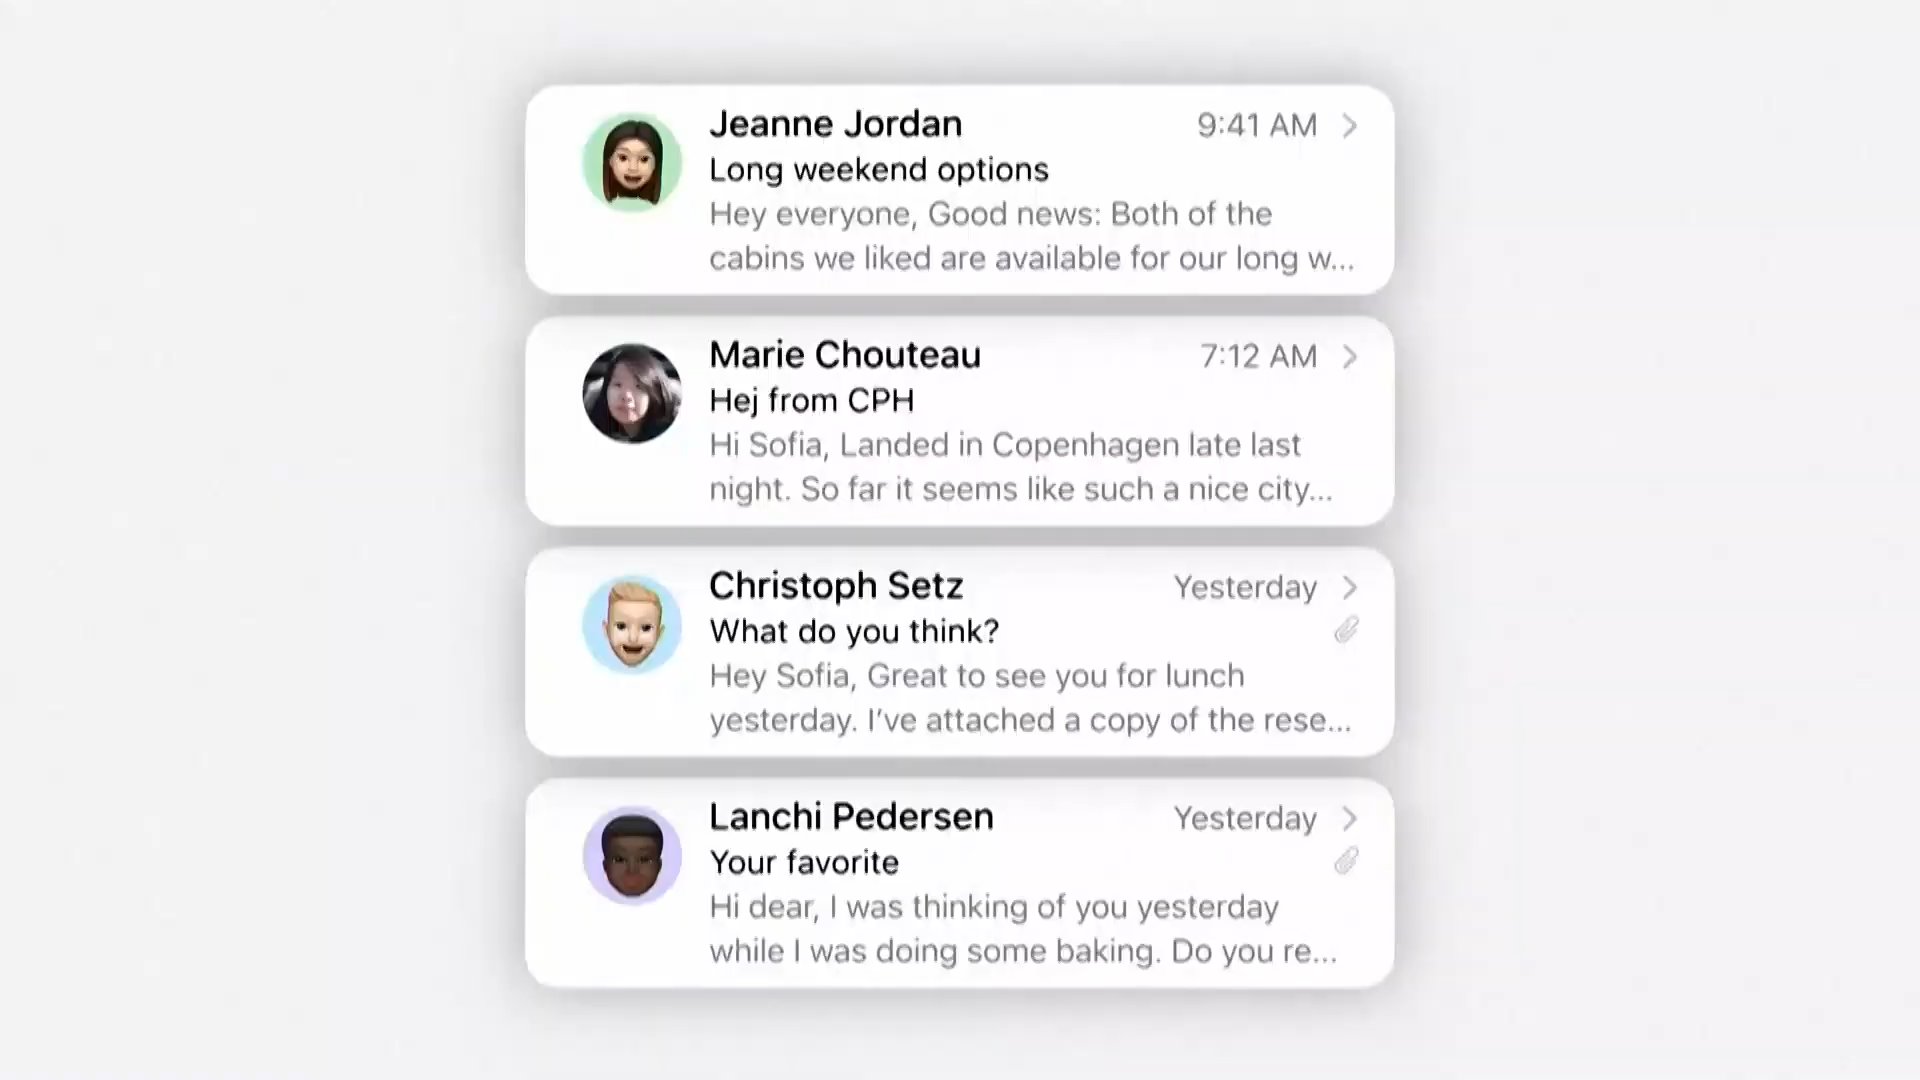 Jeanne Jordan 9:41 AM
Long weekend options
Hey everyone, Good news: Both of the
cabins we liked are available for our long w...
Marie Chouteau 7:12 AM
Hej from CPH
Hi Sofia, Landed in Copenhagen late last
night. So far it seems like such a nice city...
Christoph Setz Yesterday
What do you think?
Hey Sofia, Great to see you for lunch
yesterday. I’ve attached a copy of the rese...
Lanchi Pedersen Yesterday
Your favorite
Hi dear, I was thinking of you yesterday
while I was doing some baking. Do you re...